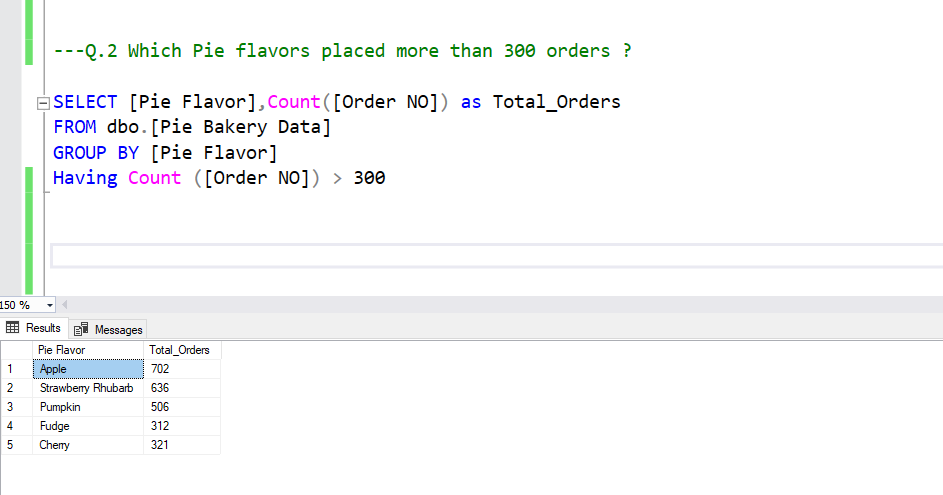 ---Q.2 Which Pie flavors placed more than 300 orders ?
SELECT [Pie Flavor],Count([Order NO]) as Total_Orders
FROM dbo.[Pie Bakery Data]
GROUP BY [Pie Flavor]
Having Count ([Order NO]) > 300
150 %
Results Messages
Pie Flavor Total_Orders
1 Apple 702
2 Strawberry Rhubarb 636
3 Pumpkin 506
4 Fudge 312
5 Cherry 321